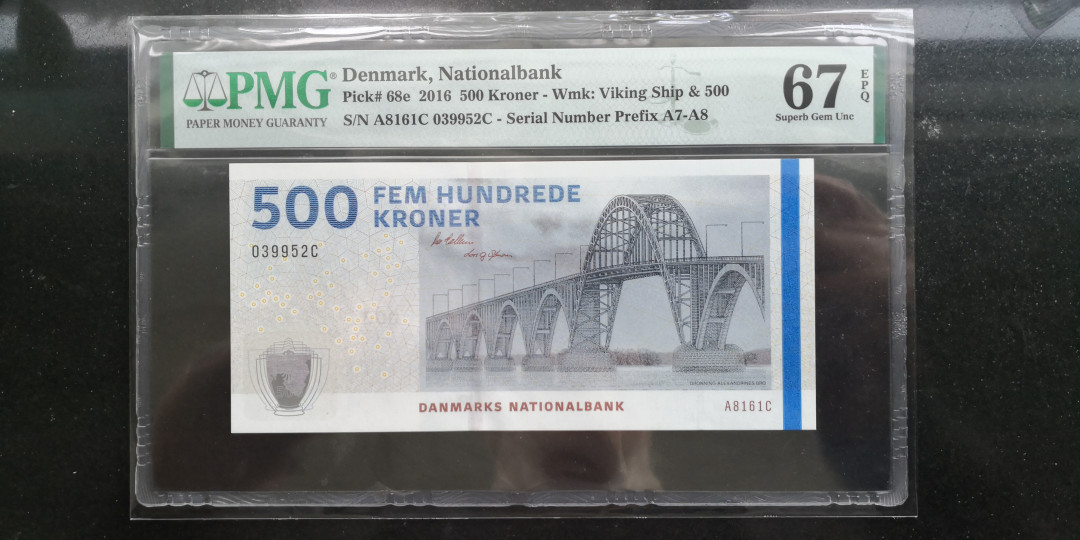 PMG®
PAPER MONEY GUARANTY
Denmark, Nationalbank
Pick# 68e 2016 500 Kroner - Wmk: Viking Ship & 500
S/N A8161C 039952C - Serial Number Prefix A7-A8
67
EPQ
Superb Gem Unc
500
FEM HUNDREDE
KRONER
039952C
DANMARKS NATIONALBANK
A8161C